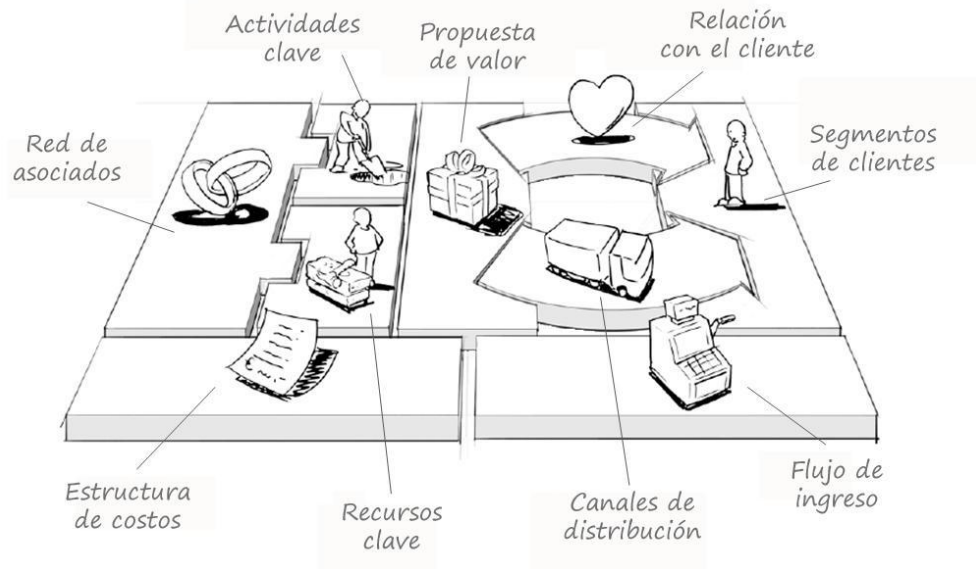 Actividades
clave
Propuesta
de valor
Relación
con el cliente
Red de
asociados
Segmentos
de clientes
Estructura
de costos
Recursos
clave
Canales de
distribución
Flujo de
ingreso